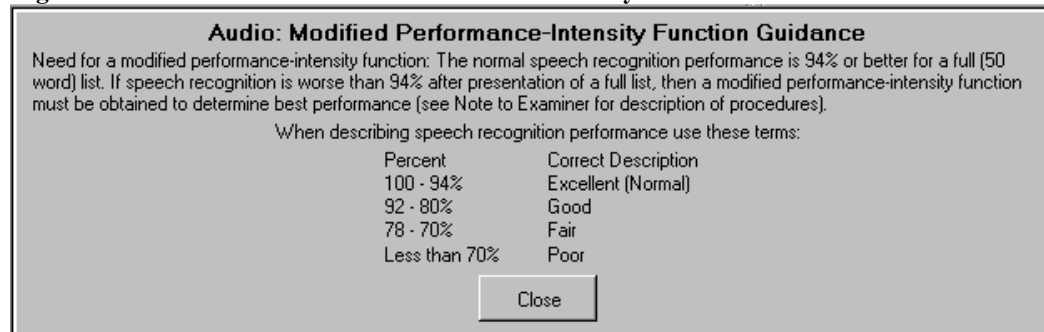 Audio: Modified Performance-Intensity Function Guidance
Need for a modified performance-intensity function: The normal speech recognition performance is 94% or better for a full (50
word) list. If speech recognition is worse than 94% after presentation of a full list, then a modified performance-intensity function
must be obtained to determine best performance (see Note to Examiner for description of procedures).
When describing speech recognition performance use these terms:
Percent Correct Description
100 - 94% Excellent (Normal)
92 - 80% Good
78 - 70% Fair
Less than 70% Poor
Close